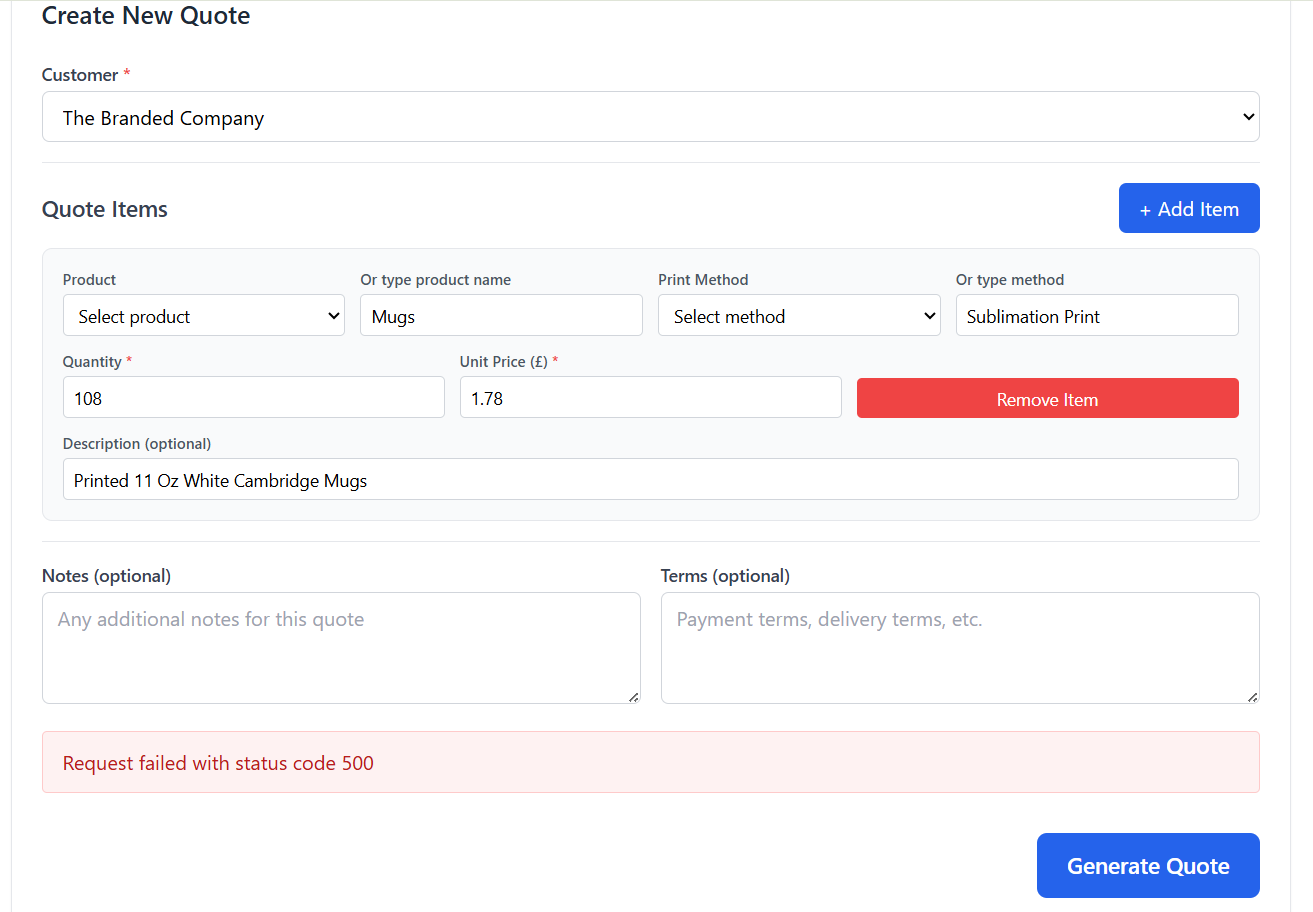 Create New Quote
Customer *
The Branded Company
Quote Items
+ Add Item
Product
Or type product name
Print Method
Or type method
Select product
Mugs
Select method
Sublimation Print
Quantity *
Unit Price (£) *
108
1.78
Remove Item
Description (optional)
Printed 11 Oz White Cambridge Mugs
Notes (optional)
Terms (optional)
Any additional notes for this quote
Payment terms, delivery terms, etc.
Request failed with status code 500
Generate Quote